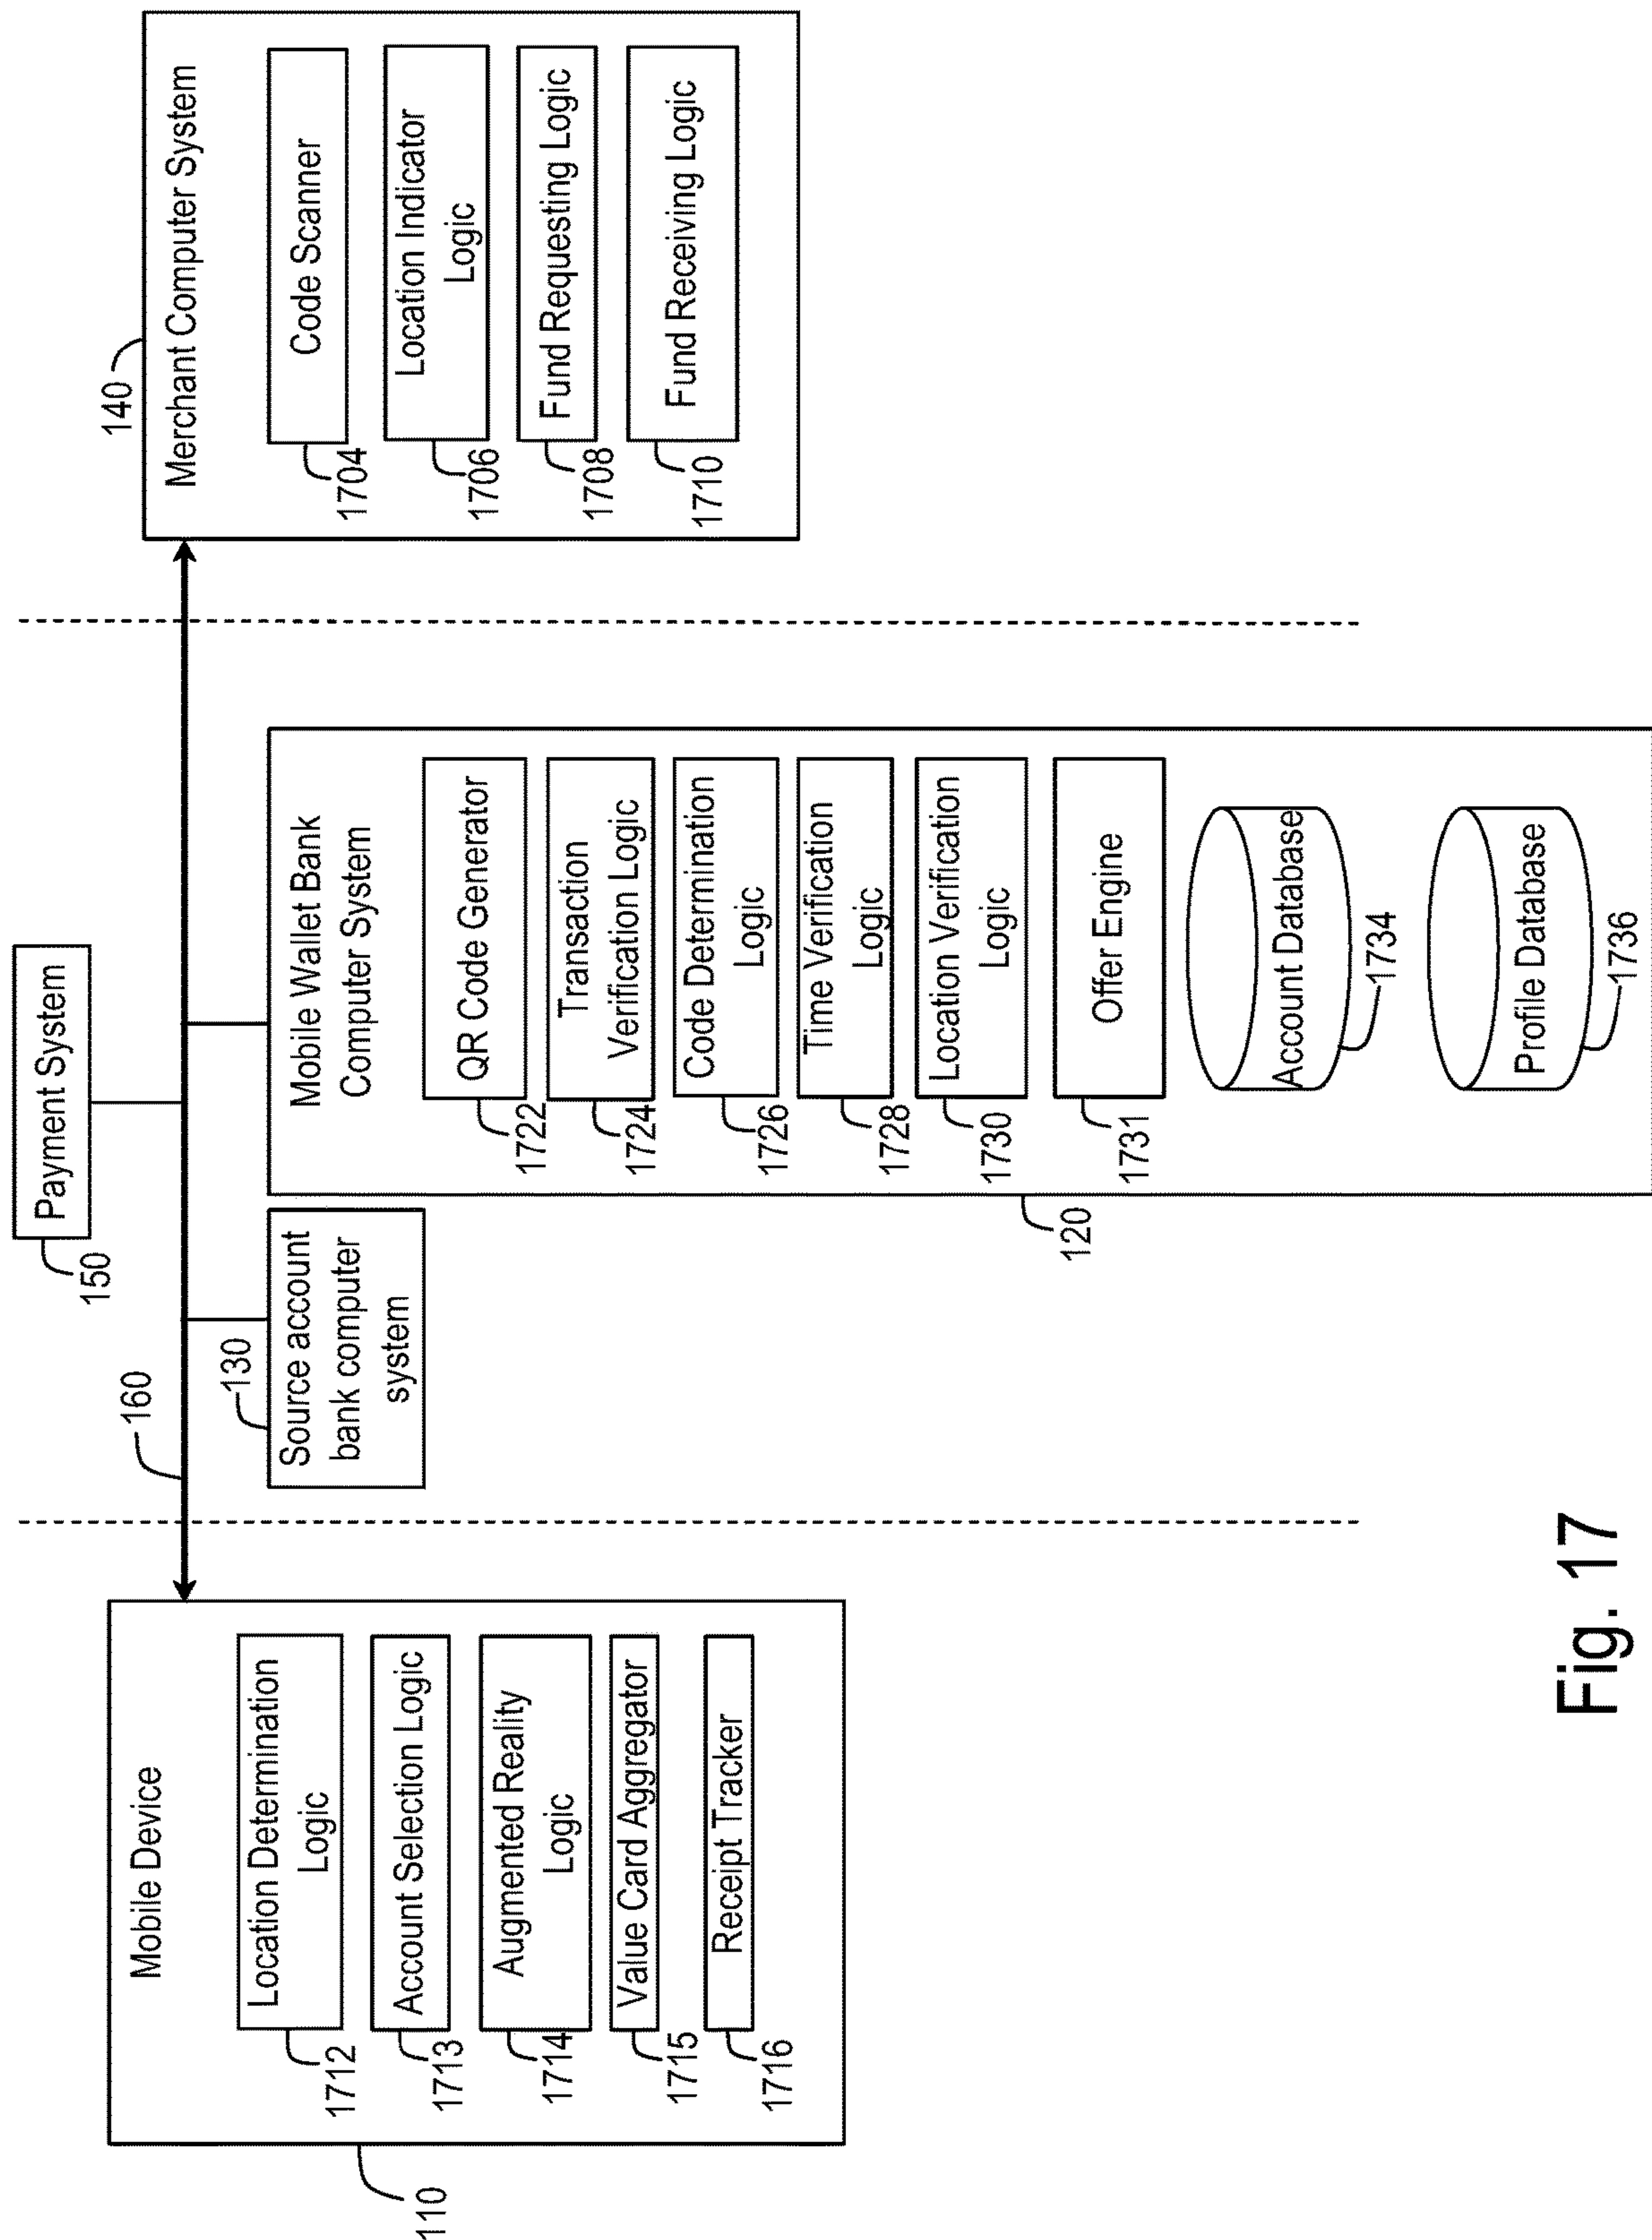 Payment System
150
160
Mobile Device
110
Location Determination
Logic
1712
Account Selection Logic
1713
Augmented Reality
Logic
1714
Value Card Aggregator
1715
Receipt Tracker
1716
130
Source account
bank computer
system
Mobile Wallet Bank
Computer System
120
QR Code Generator
1722
Transaction
Verification Logic
1724
Code Determination
Logic
1726
Time Verification
Logic
1728
Location Verification
Logic
1730
Offer Engine
1731
Account Database
1734
Profile Database
1736
140
Merchant Computer System
Code Scanner
1704
Location Indicator
Logic
1706
Fund Requesting Logic
1708
Fund Receiving Logic
1710
Fig. 17